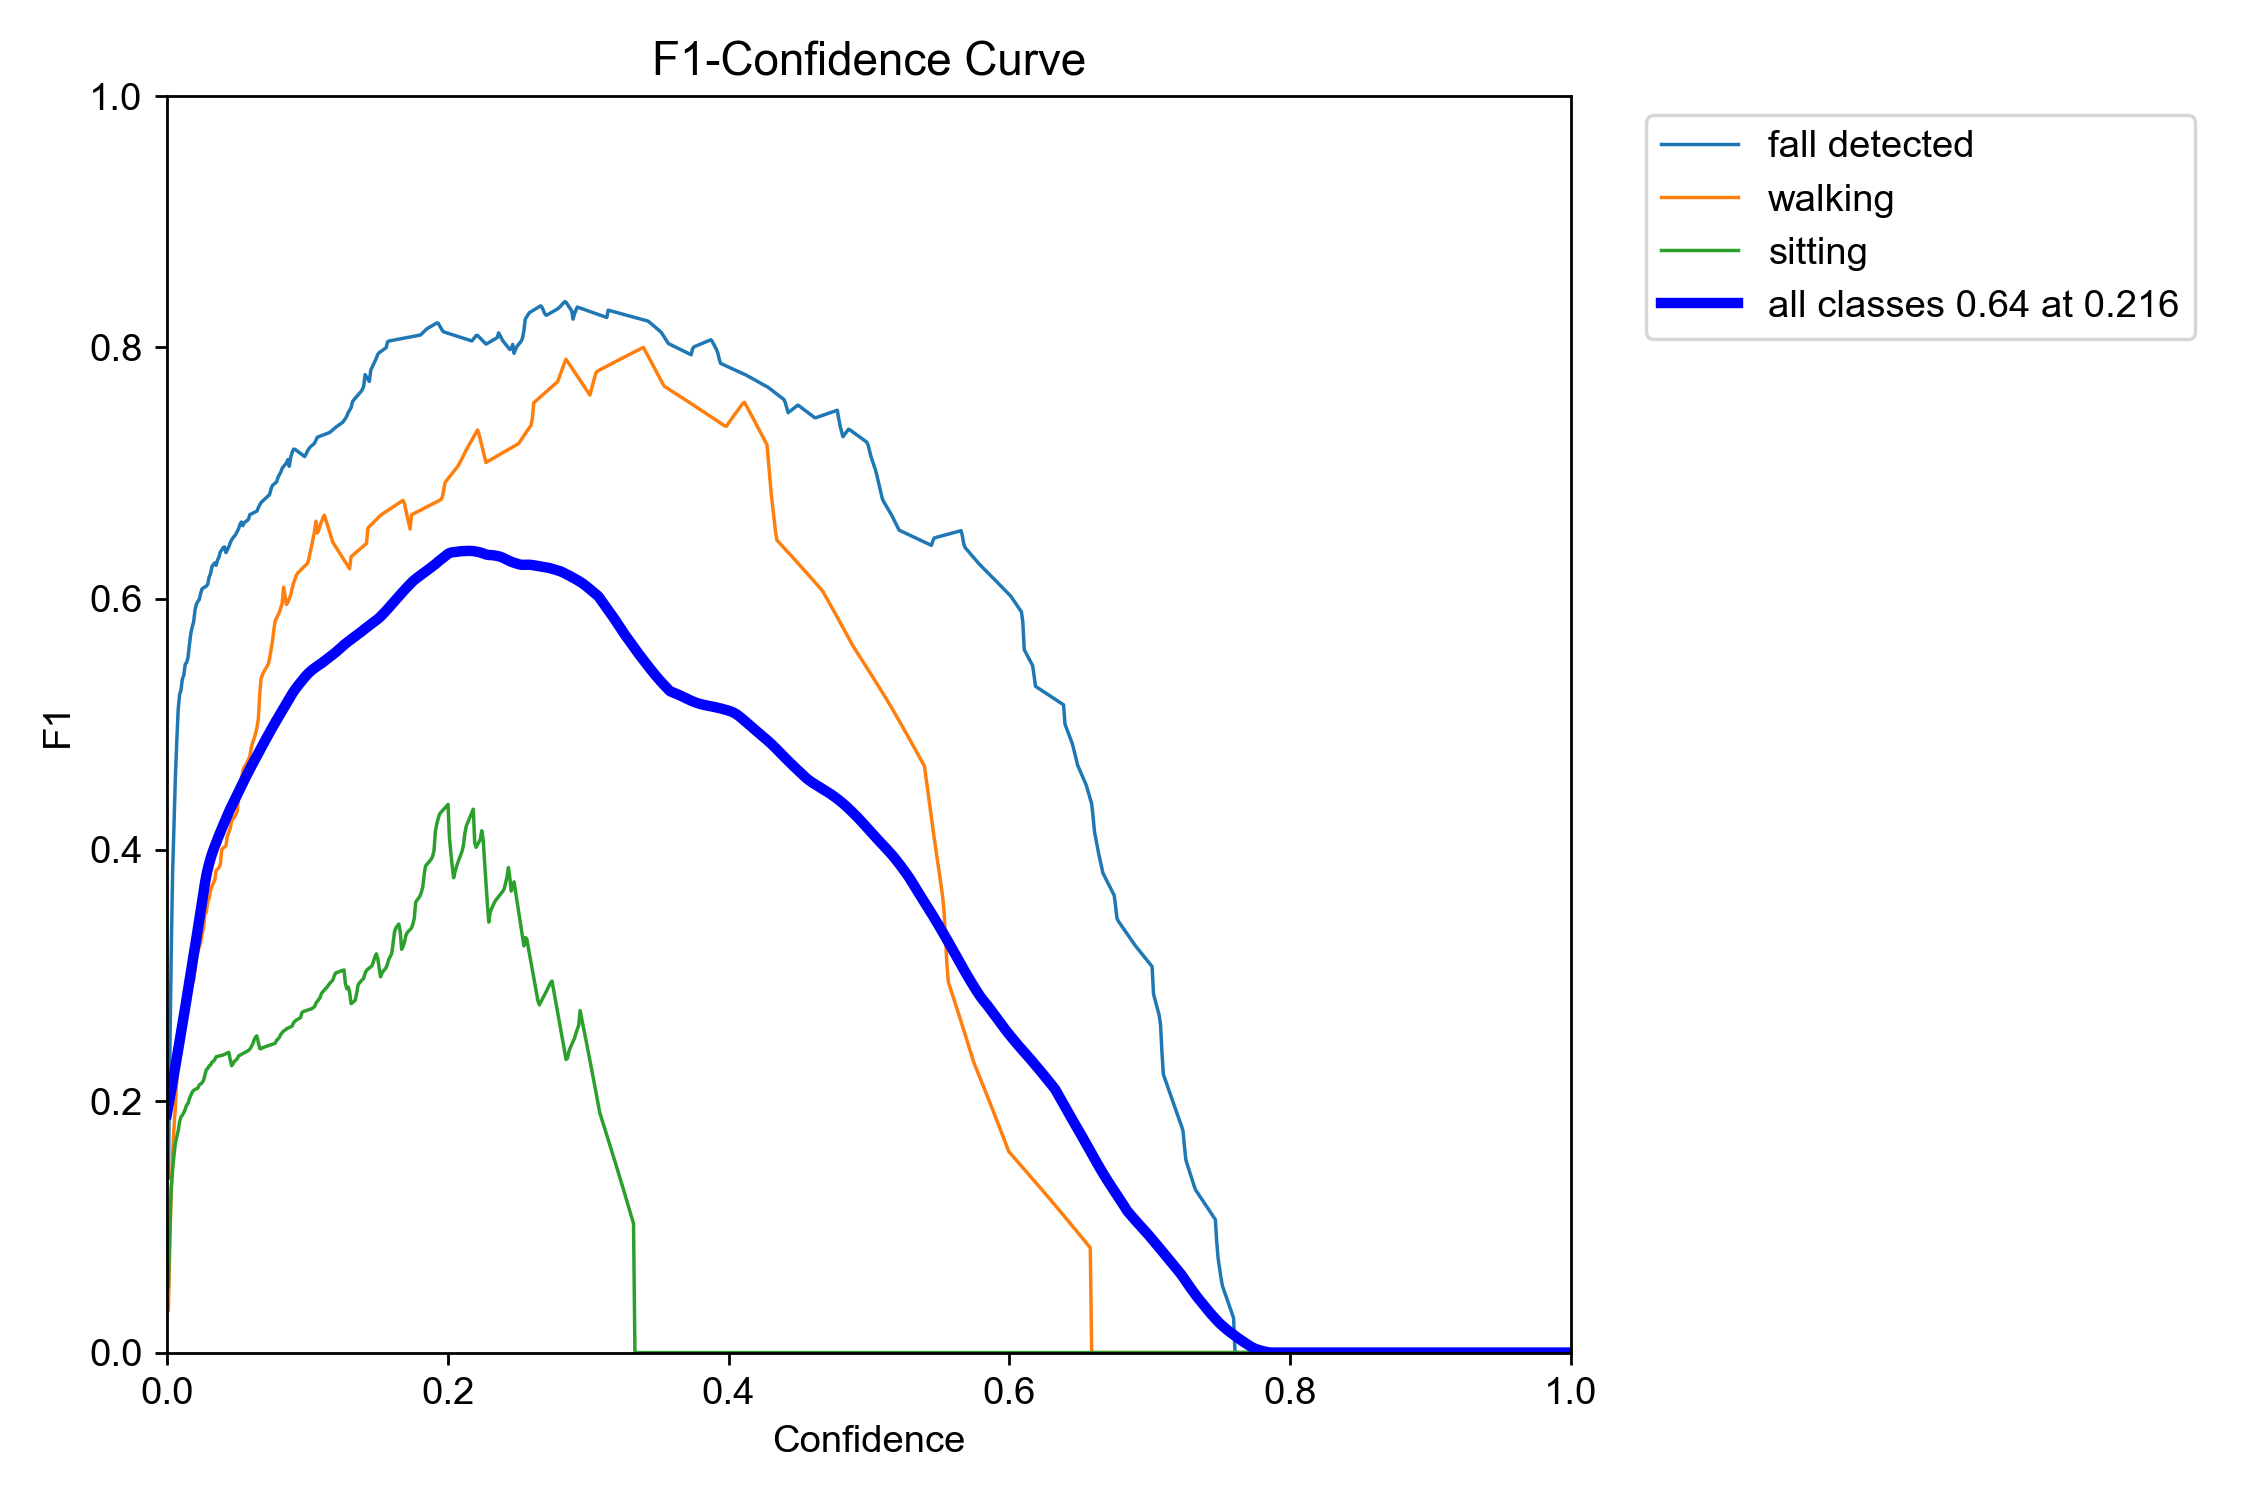 F1-Confidence Curve
1.0
0.8
0.6
0.4
0.2
0.0
F1
0.0 0.2 0.4 0.6 0.8 1.0
Confidence
fall detected
walking
sitting
all classes 0.64 at 0.216